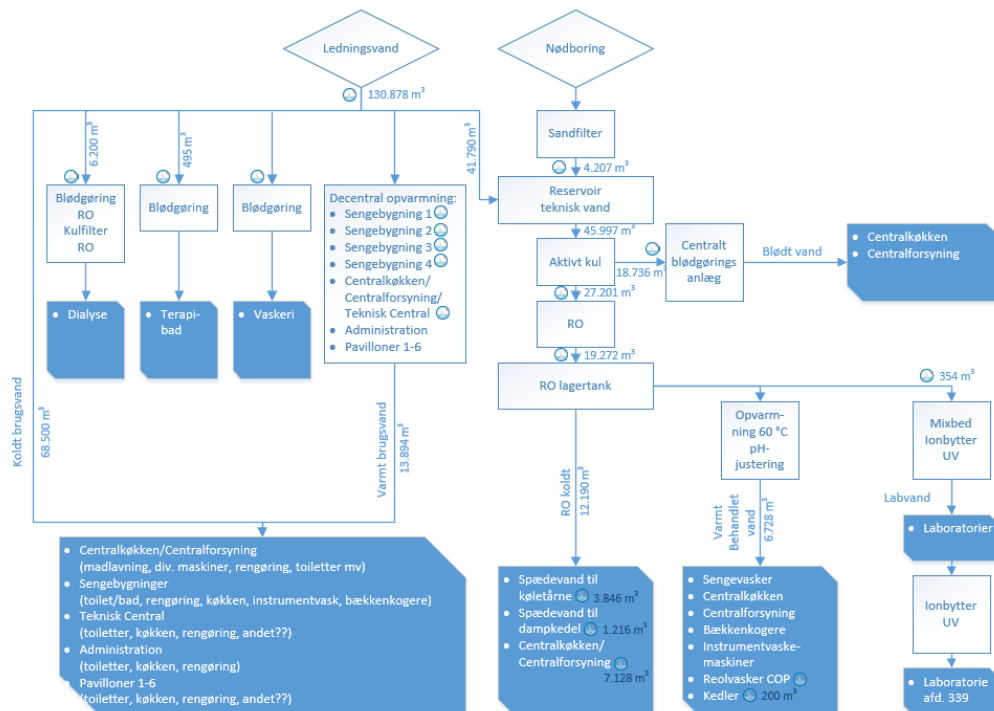 Ledningsvand
Nødboring
130.878 m³
6.200 m³
495 m³
41.790 m³
Sandfilter
4.207 m³
Blødgøring
RO
Kulfilter
RO
Blødgøring
Blødgøring
Decentral opvarmning:
• Sengebygning 1
• Sengebygning 2
• Sengebygning 3
• Sengebygning 4
• Centralkøkken/
Centralforsyning/
Teknisk Central
• Administration
• Pavilloner 1-6
Reservoir
teknisk vand
45.997 m³
Aktivt kul
18.736 m³
Centralt
blødgørings
anlæg
Blødt vand
• Centralkøkken
• Centralforsyning
27.201 m³
• Dialyse
• Terapi-
bad
• Vaskeri
RO
19.272 m³
RO lagertank
354 m³
Koldt brugsvand
68.500 m³
Varmt brugsvand
13.894 m³
RO koldt
12.190 m³
Opvarm-
ning 60 °C
pH-
justering
Mixbed
Ionbytter
UV
Varmt
Behandlet
vand
6.728 m³
Labvand
• Laboratorier
• Centralkøkken/Centralforsyning
(madlavning, div. maskiner, rengøring, toiletter mv)
• Sengebygninger
(toilet/bad, rengøring, køkken, instrumentvask, bækkenkogere)
• Teknisk Central
(toiletter, køkken, rengøring, andet??)
• Administration
(toiletter, køkken, rengøring)
• Pavilloner 1-6
(toiletter, køkken, rengøring, andet??)
• Spædevand til
køletårne 3.846 m³
• Spædevand til
dampkedel 1.216 m³
• Centralkøkken/
Centralforsyning
7.128 m³
• Sengevasker
• Centralkøkken
• Centralforsyning
• Bækkenkogere
• Instrumentvaske-
maskiner
• Reolvasker COP
• Kedler 200 m³
Ionbytter
UV
• Laboratorie
afd. 339